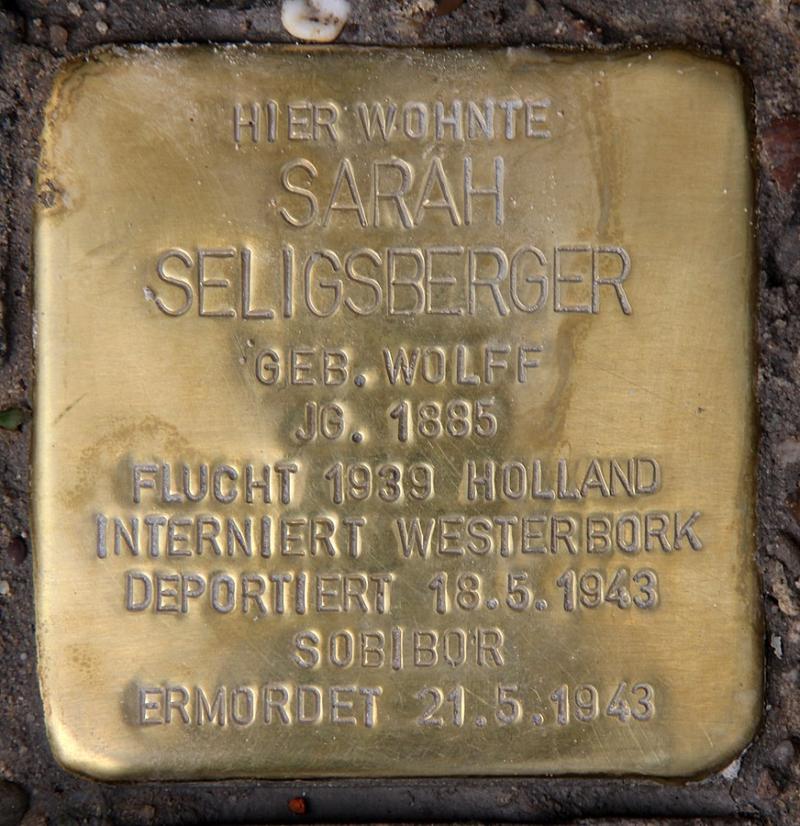 HIER WOHNTE
SARAH
SELIGSBERGER
GEB. WOLFF
JG. 1885
FLUCHT 1939 HOLLAND
INTERNIERT WESTERBORK
DEPORTIERT 18.5.1943
SOBIBOR
ERMORDET 21.5.1943